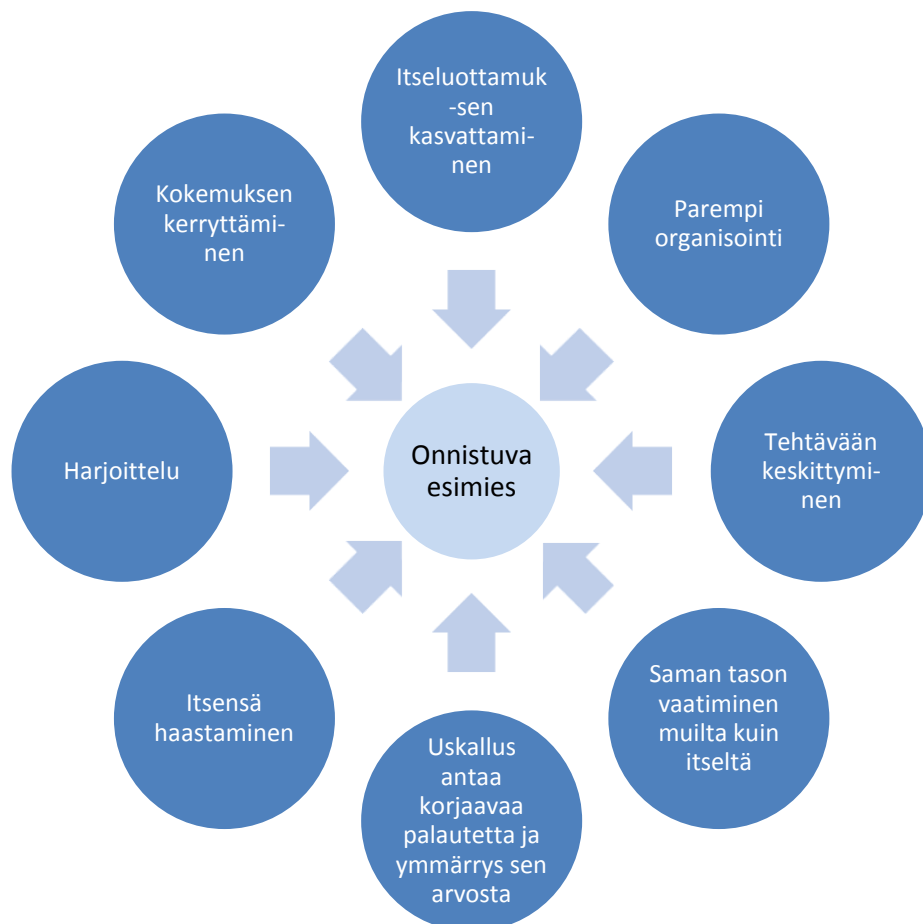 Itseluottamuk
-sen
kasvattami-
nen
Parempi
organisointi
Tehtävään
keskittymi-
nen
Saman tason
vaatiminen
muilta kuin
itseltä
Uskallus
antaa
korjaavaa
palautetta ja
ymmärrys sen
arvosta
Itsensä
haastaminen
Harjoittelu
Kokemuksen
kerryttämi-
nen
Onnistuva
esimies